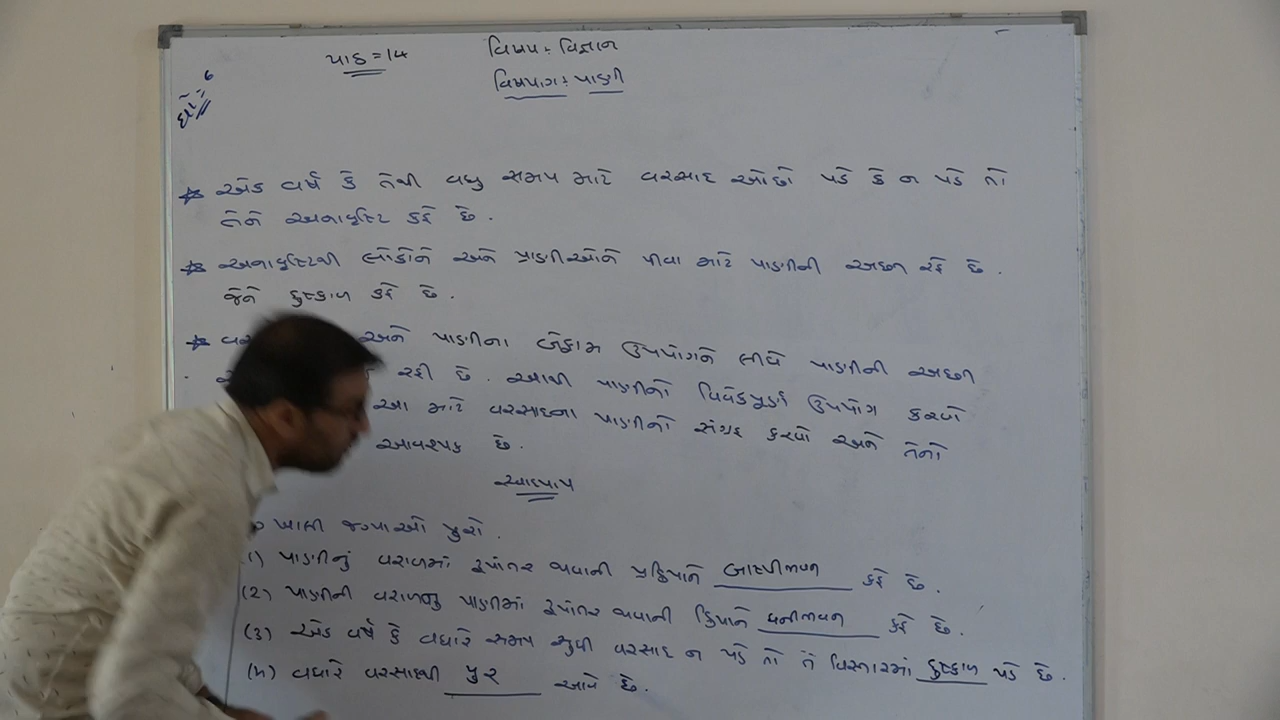 પાઠ = 14
વિષય : વિજ્ઞાન
વિષયાંગ : પાણી
ધોરણ :- 6
* એક વર્ષ કે તેથી વધુ સમય માટે વરસાદ ઓછો પડે કે ન પડે તો
તેને અનાવૃષ્ટિ કહે છે.
* અનાવૃષ્ટિથી લોકોને અને પ્રાણીઓને પીવા માટે પાણીની અછત રહે છે.
જેને દુષ્કાળ કહે છે.
* અને પાણીના બેફામ ઉપયોગને લીધે પાણીની અછત
રહી છે. આથી પાણીનો વિવેકપૂર્ણ ઉપયોગ કરવો
આ માટે વરસાદના પાણીનો સંગ્રહ કરવો અને તેનો
આવશ્યક છે.
સ્વાધ્યાય
ખાલી જગ્યાઓ પુરો.
(1) પાણીનું વરાળમાં રૂપાંતર થવાની પ્રક્રિયાને બાષ્પીભવન કહે છે.
(2) પાણીની વરાળનુ પાણીમાં રૂપાંતર થવાની ક્રિયાને ઘનીભવન કહે છે.
(3) એક વર્ષ કે વધારે સમય સુધી વરસાદ ન પડે તો તે વિસ્તારમાં દુષ્કાળ પડે છે.
(૪) વધારે વરસાદથી પુર આવે છે.